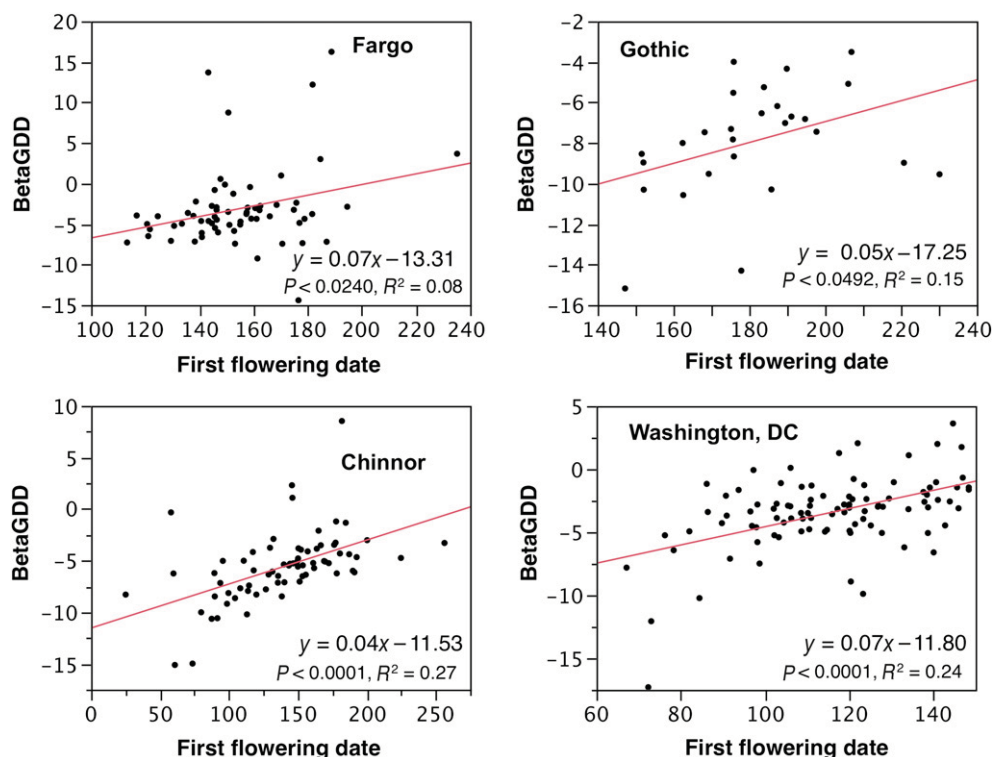 20
15
10
5
0
−5
−10
−15
BetaGDD
Fargo
y = 0.07x−13.31
P < 0.0240, R² = 0.08
100 120 140 160 180 200 220 240
First flowering date
−2
−4
−6
−8
−10
−12
−14
−16
BetaGDD
Gothic
y = 0.05x−17.25
P < 0.0492, R² = 0.15
140 160 180 200 220 240
First flowering date
10
5
0
−5
−10
−15
BetaGDD
Chinnor
y = 0.04x−11.53
P < 0.0001, R² = 0.27
0 50 100 150 200 250
First flowering date
5
0
−5
−10
−15
BetaGDD
Washington, DC
y = 0.07x−11.80
P < 0.0001, R² = 0.24
60 80 100 120 140
First flowering date